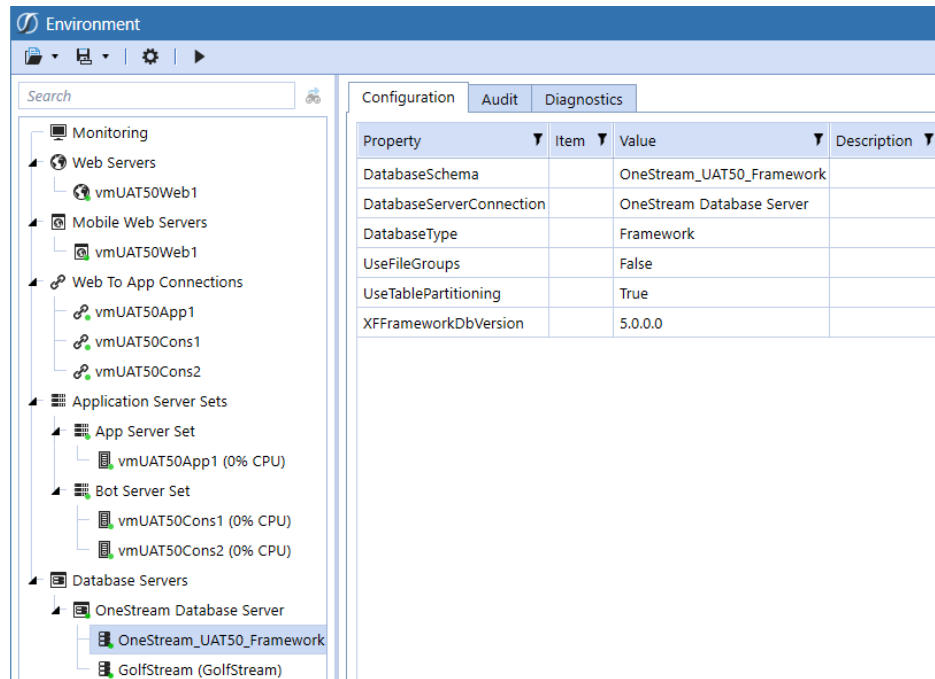 Environment
Search
Monitoring
Web Servers
vmUAT50Web1
Mobile Web Servers
vmUAT50Web1
Web To App Connections
vmUAT50App1
vmUAT50Cons1
vmUAT50Cons2
Application Server Sets
App Server Set
vmUAT50App1 (0% CPU)
Bot Server Set
vmUAT50Cons1 (0% CPU)
vmUAT50Cons2 (0% CPU)
Database Servers
OneStream Database Server
OneStream_UAT50_Framework
GolfStream (GolfStream)
Configuration Audit Diagnostics
Property Item Value Description
DatabaseSchema OneStream_UAT50_Framework
DatabaseServerConnection OneStream Database Server
DatabaseType Framework
UseFileGroups False
UseTablePartitioning True
XFFrameworkDbVersion 5.0.0.0